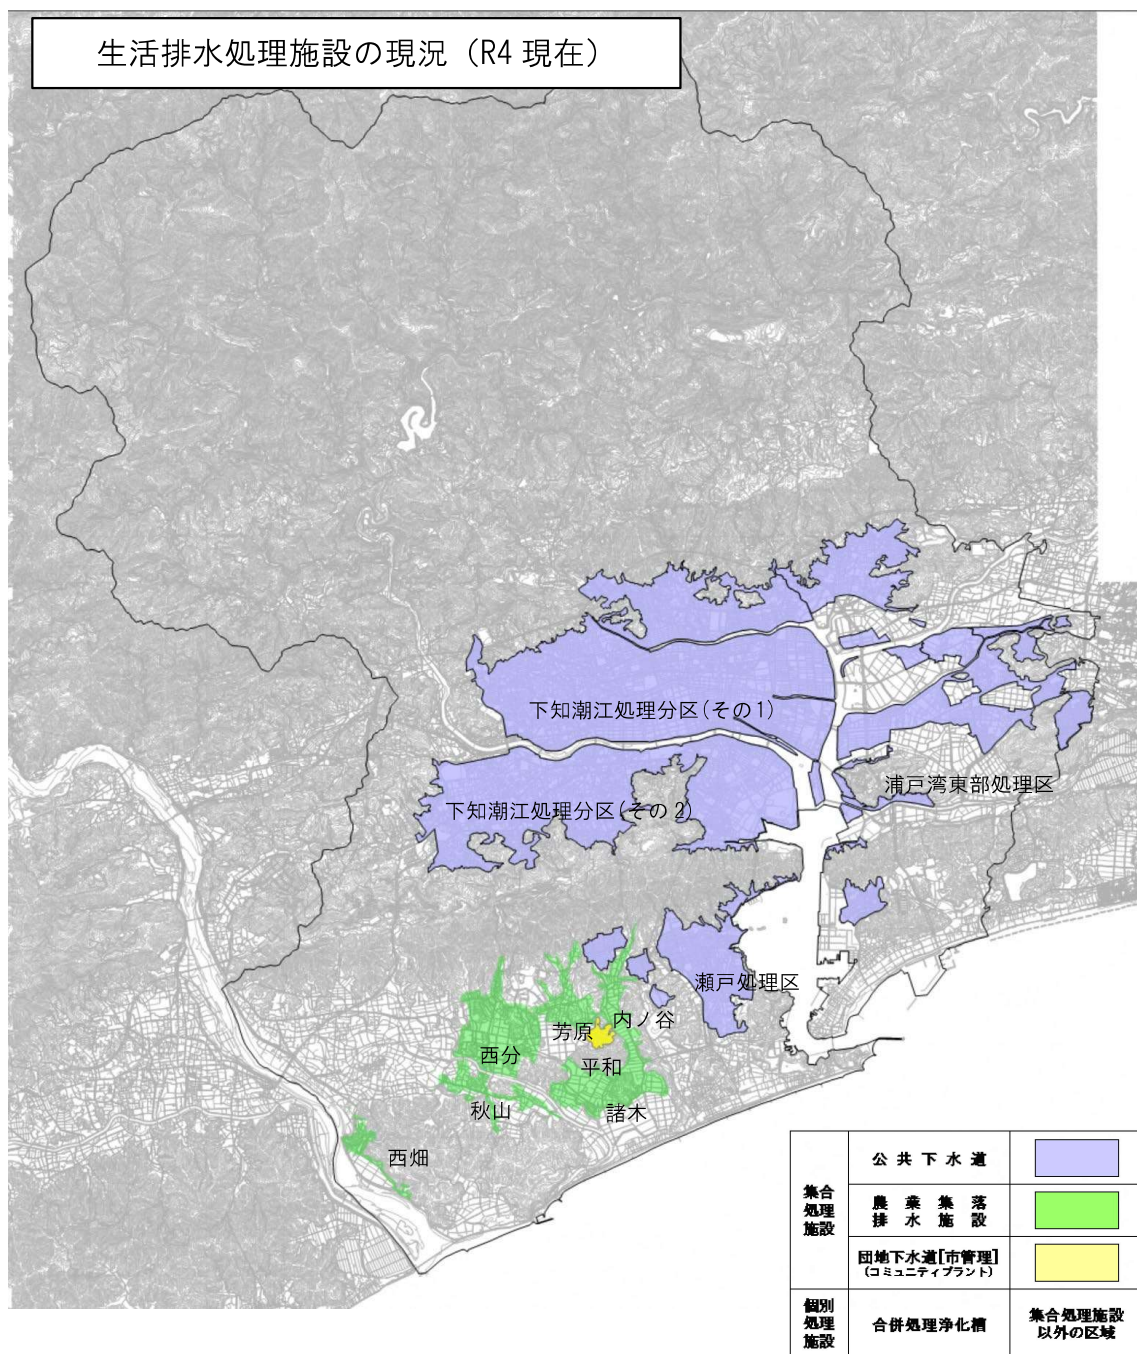 生活排水処理施設の現況（R4 現在）
下知潮江処理分区(その1)
浦戸湾東部処理区
下知潮江処理分区(その2)
瀬戸処理区
内ノ谷
芳原
西分
平和
秋山
諸木
西畑
集合
処理
施設
公共下水道
農業集落
排水施設
団地下水道[市管理]
(コミュニティプラント)
個別
処理
施設
合併処理浄化槽
集合処理施設
以外の区域